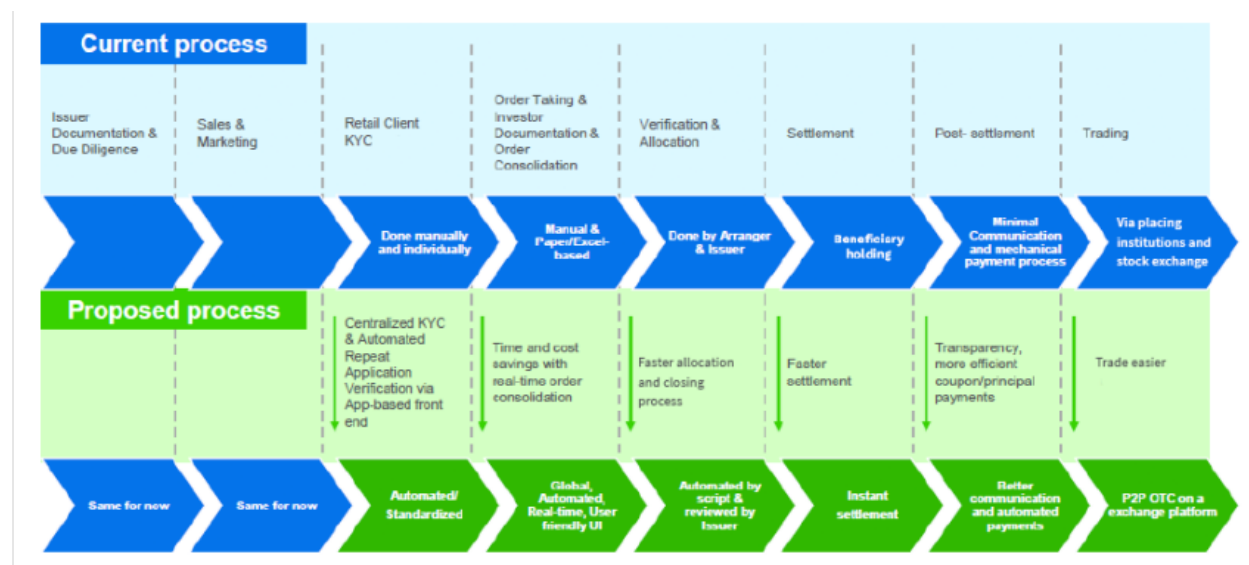 Current process
Issuer
Documentation &
Due Diligence
Sales &
Marketing
Retail Client
KYC
Order Taking &
Investor
Documentation &
Order
Consolidation
Verification &
Allocation
Settlement
Post- settlement
Trading
Done manually
and individually
Manual &
Paper/Excel-
based
Done by Arranger
& Issuer
Beneficiary
holding
Minimal
Communication
and mechanical
payment process
Via placing
institutions and
stock exchange
Proposed process
Centralized KYC
& Automated
Repeat
Application
Verification via
App-based front
end
Time and cost
savings with
real-time order
consolidation
Faster allocation
and closing
process
Faster
settlement
Transparency,
more efficient
coupon/principal
payments
Trade easier
Same for now
Same for now
Automated/
Standardized
Global,
Automated,
Real-time, User
friendly UI
Automated by
script &
reviewed by
Issuer
Instant
settlement
Better
communication
and automated
payments
P2P OTC on a
exchange platform